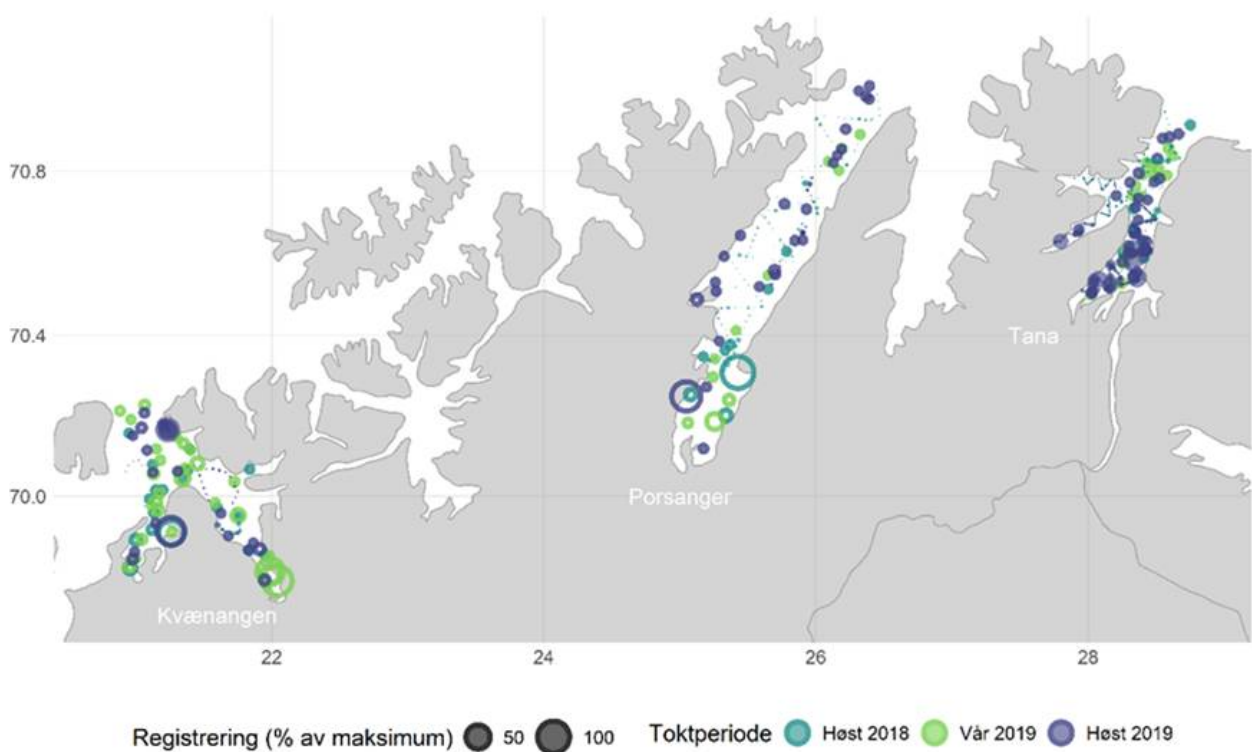 70.8
70.4
Tana
70.0
Porsanger
Kvænangen
22
24
26
28
Registrering (% av maksimum) 50 100 Toktperiode Høst 2018 Vår 2019 Høst 2019